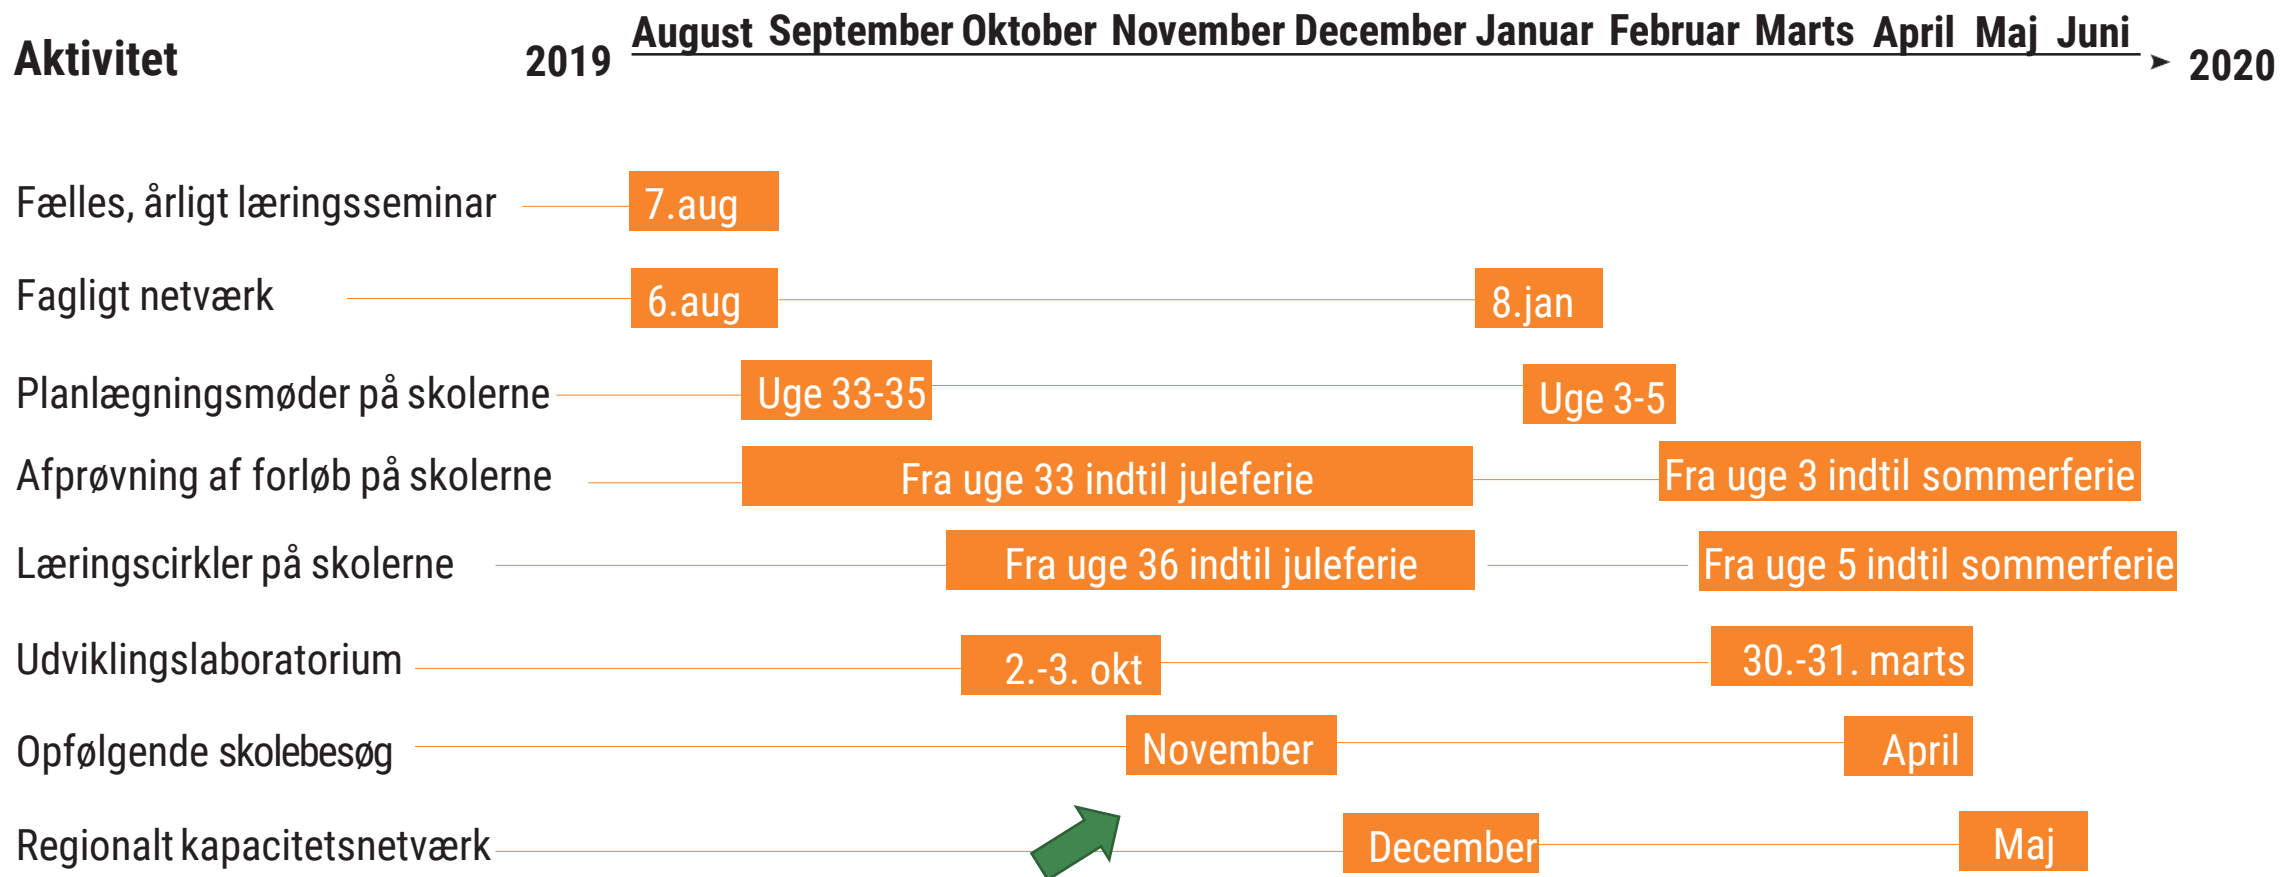 Aktivitet 2019 August September Oktober November December Januar Februar Marts April Maj Juni 2020
Fælles, årligt læringsseminar 7.aug
Fagligt netværk 6.aug 8.jan
Planlægningsmøder på skolerne Uge 33-35 Uge 3-5
Afprøvning af forløb på skolerne Fra uge 33 indtil juleferie Fra uge 3 indtil sommerferie
Læringscirkler på skolerne Fra uge 36 indtil juleferie Fra uge 5 indtil sommerferie
Udviklingslaboratorium 2.-3. okt 30.-31. marts
Opfølgende skolebesøg November April
Regionalt kapacitetsnetværk December Maj